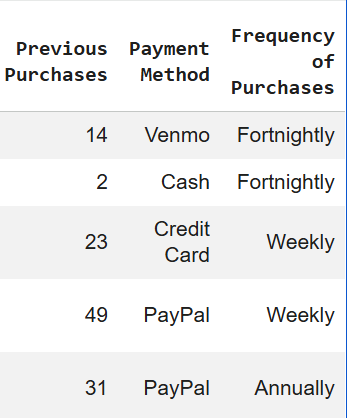 Previous Purchases Payment Method Frequency of Purchases
14 Venmo Fortnightly
2 Cash Fortnightly
23 Credit Card Weekly
49 PayPal Weekly
31 PayPal Annually